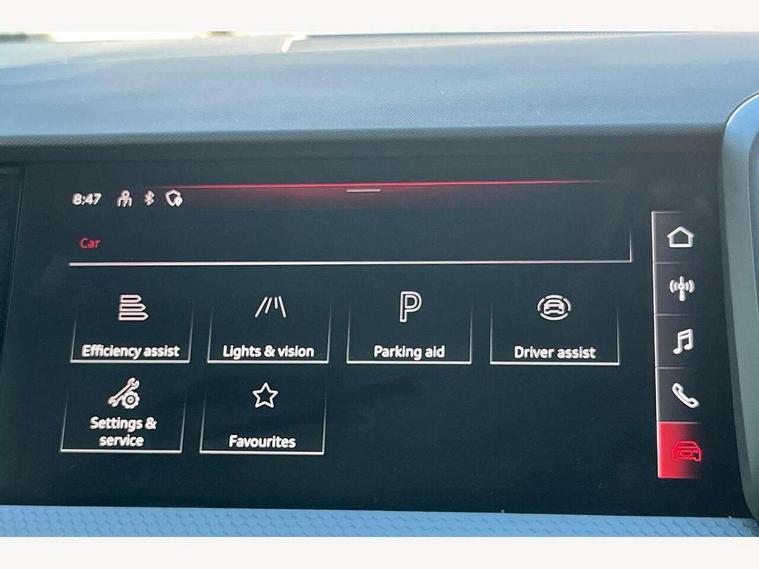 8:47
Car
Efficiency assist
Lights & vision
Parking aid
Driver assist
Settings &
service
Favourites